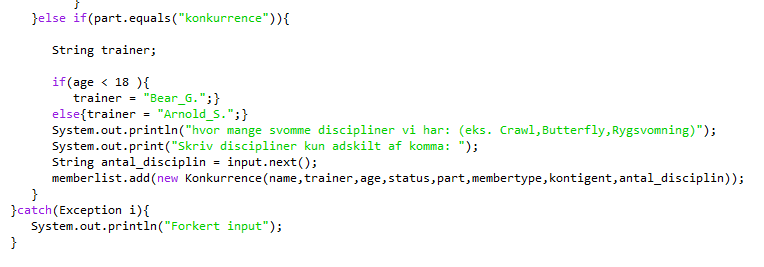 }
}else if(part.equals("konkurrence")){
String trainer;
if(age < 18 ){
trainer = "Bear_G.";}
else{trainer = "Arnold_S.";}
System.out.println("hvor mange svomme discipliner vi har: (eks. Crawl,Butterfly,Rygsvomning)");
System.out.print("Skriv discipliner kun adskilt af komma: ");
String antal_disciplin = input.next();
memberlist.add(new Konkurrence(name,trainer,age,status,part,membertype,kontigent,antal_disciplin));
}
}catch(Exception i){
System.out.println("Forkert input");
}